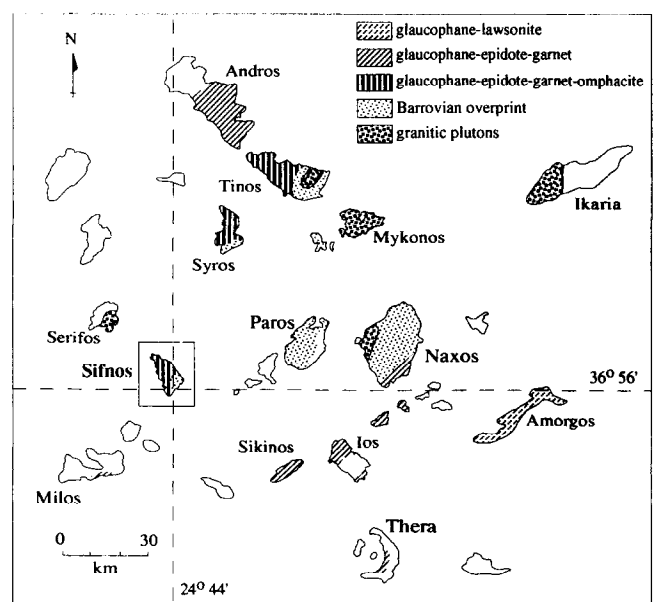 N
glaucophane-lawsonite
glaucophane-epidote-garnet
glaucophane-epidote-garnet-omphacite
Barrovian overprint
granitic plutons
Andros
Tinos
Ikaria
Mykonos
Syros
Serifos
Paros
Naxos
Sifnos
36° 56'
Amorgos
Sikinos
Ios
Milos
Thera
0 30
km
24° 44'